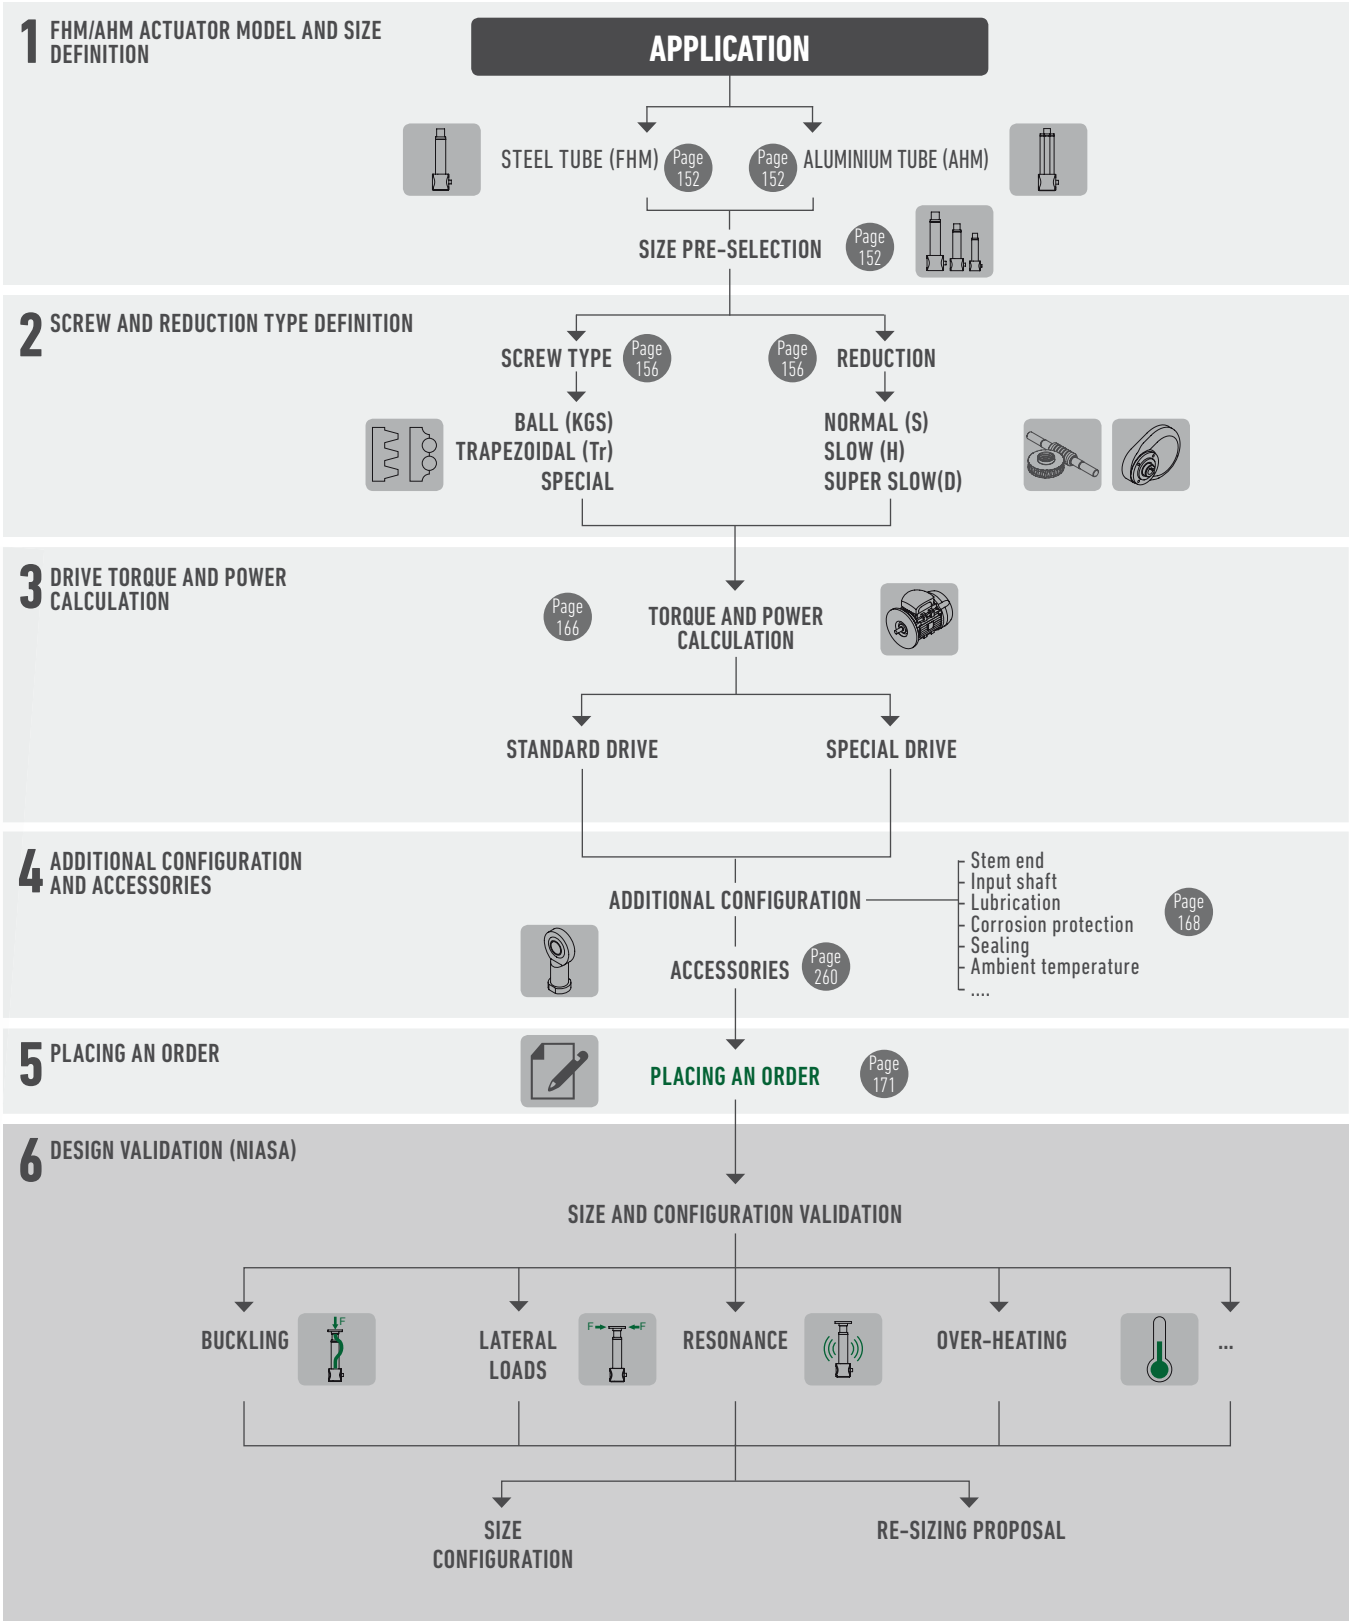 1 FHM/AHM ACTUATOR MODEL AND SIZE
DEFINITION
APPLICATION
STEEL TUBE (FHM)
Page
152
Page
152
ALUMINIUM TUBE (AHM)
SIZE PRE-SELECTION
Page
152
2 SCREW AND REDUCTION TYPE DEFINITION
SCREW TYPE
Page
156
Page
156
REDUCTION
BALL (KGS)
TRAPEZOIDAL (Tr)
SPECIAL
NORMAL (S)
SLOW (H)
SUPER SLOW(D)
3 DRIVE TORQUE AND POWER
CALCULATION
Page
166
TORQUE AND POWER
CALCULATION
STANDARD DRIVE
SPECIAL DRIVE
4 ADDITIONAL CONFIGURATION
AND ACCESSORIES
ADDITIONAL CONFIGURATION
Stem end
Input shaft
Lubrication
Corrosion protection
Sealing
Ambient temperature
....
Page
168
ACCESSORIES
Page
260
5 PLACING AN ORDER
PLACING AN ORDER
Page
171
6 DESIGN VALIDATION (NIASA)
SIZE AND CONFIGURATION VALIDATION
BUCKLING
F
LATERAL
LOADS
F F
RESONANCE
OVER-HEATING
...
SIZE
CONFIGURATION
RE-SIZING PROPOSAL